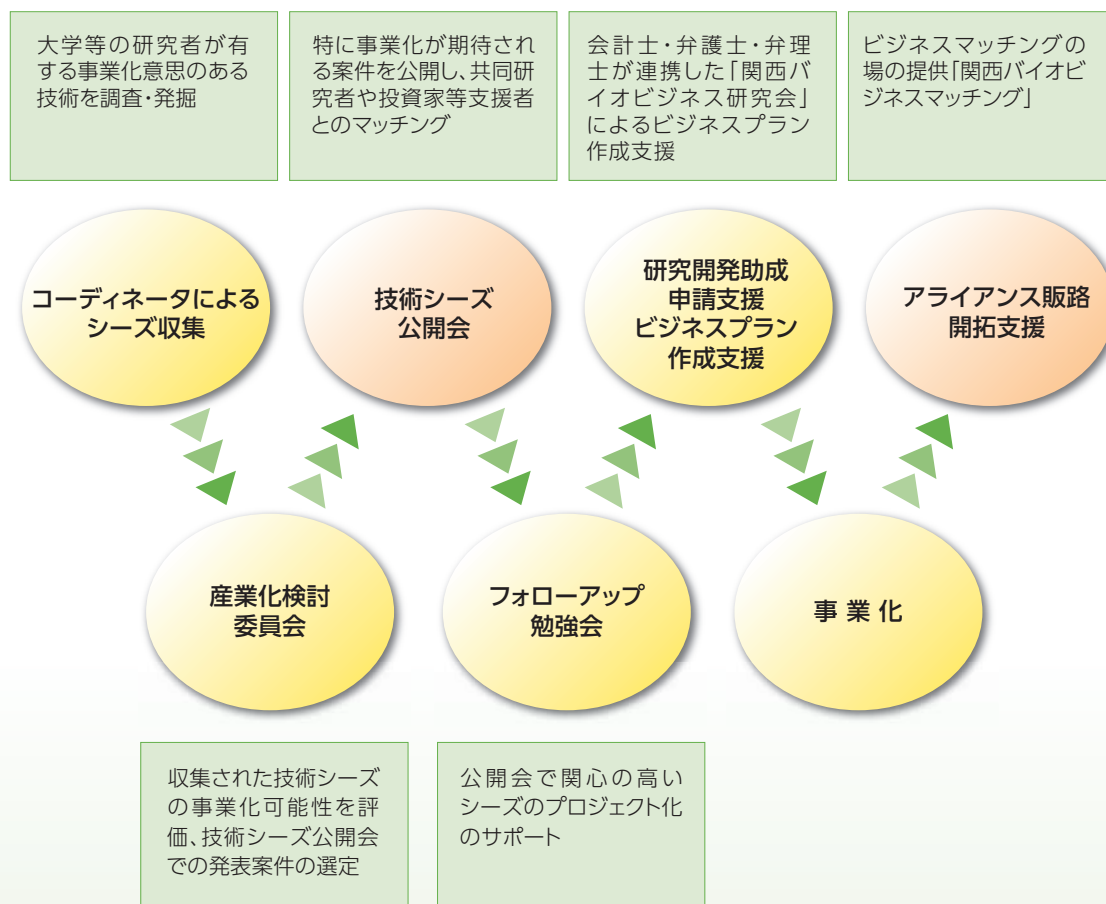 大学等の研究者が有
する事業化意思のある
技術を調査・発掘
特に事業化が期待され
る案件を公開し、共同研
究者や投資家等支援者
とのマッチング
会計士・弁護士・弁理
士が連携した「関西バ
イオビジネス研究会」
によるビジネスプラン
作成支援
ビジネスマッチングの
場の提供「関西バイオビ
ジネスマッチング」
コーディネータによる
シーズ収集
技術シーズ
公開会
研究開発助成
申請支援
ビジネスプラン
作成支援
アライアンス販路
開拓支援
産業化検討
委員会
フォローアップ
勉強会
事 業 化
収集された技術シーズ
の事業化可能性を評
価、技術シーズ公開会
での発表案件の選定
公開会で関心の高い
シーズのプロジェクト化
のサポート